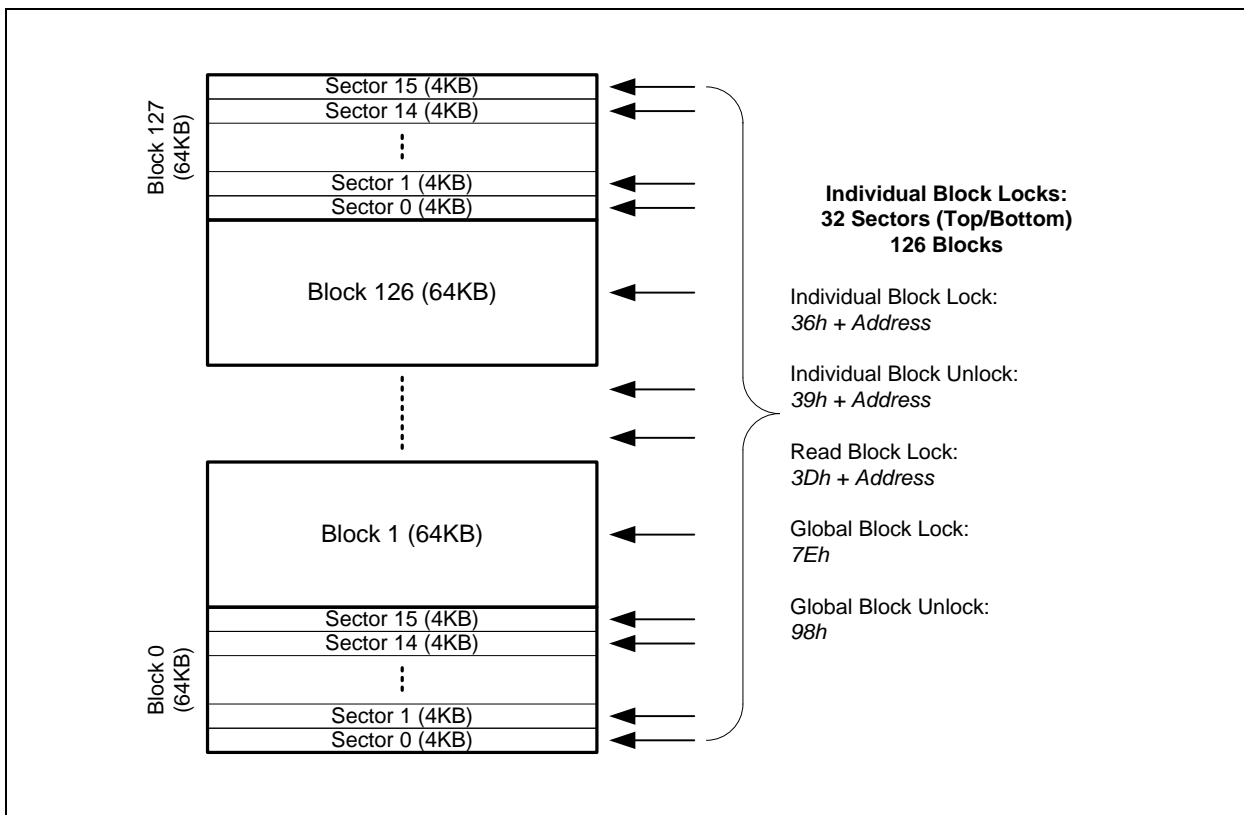 Block 127
(64KB)
Sector 15 (4KB)
Sector 14 (4KB)
Sector 1 (4KB)
Sector 0 (4KB)
Block 126 (64KB)
Block 1 (64KB)
Block 0
(64KB)
Sector 15 (4KB)
Sector 14 (4KB)
Sector 1 (4KB)
Sector 0 (4KB)
Individual Block Locks:
32 Sectors (Top/Bottom)
126 Blocks
Individual Block Lock:
36h + Address
Individual Block Unlock:
39h + Address
Read Block Lock:
3Dh + Address
Global Block Lock:
7Eh
Global Block Unlock:
98h